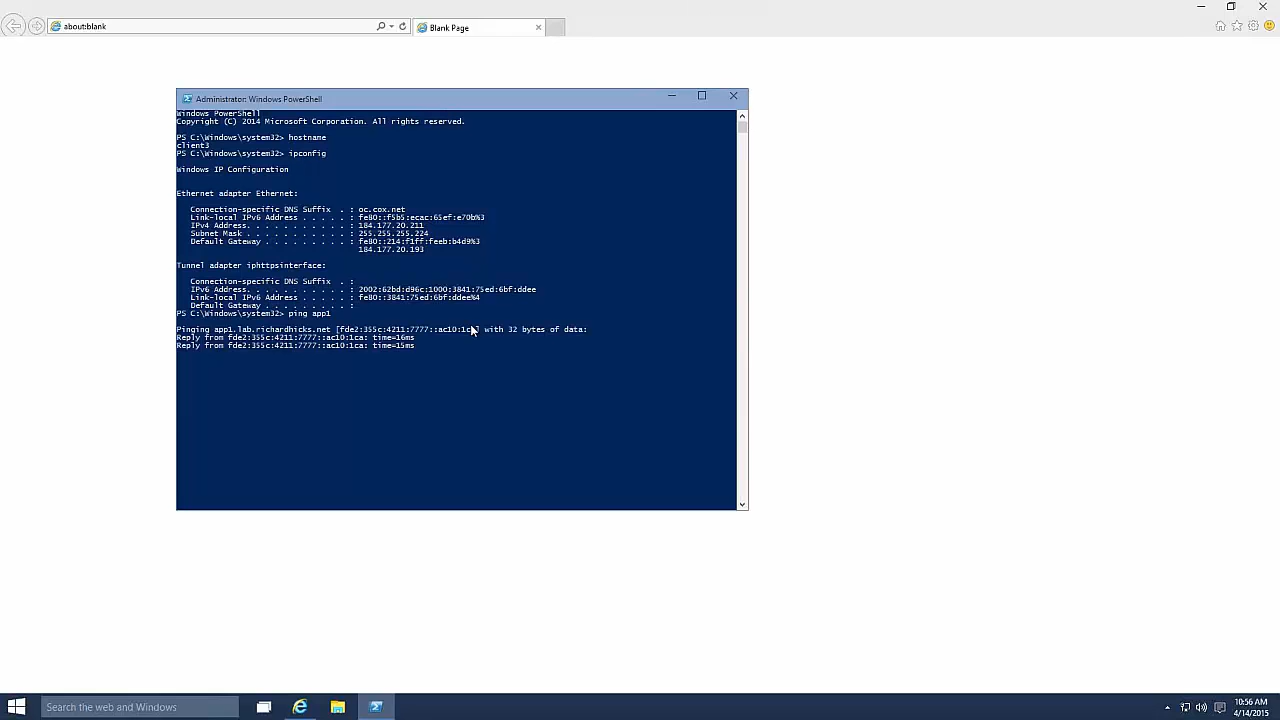 about:blank
Blank Page
Administrator: Windows PowerShell
Windows PowerShell
Copyright (C) 2014 Microsoft Corporation. All rights reserved.
PS C:\Windows\system32> hostname
client3
PS C:\Windows\system32> ipconfig
Windows IP Configuration
Ethernet adapter Ethernet:
Connection-specific DNS Suffix . : oc.cox.net
Link-local IPv6 Address . . . . . : fe80::f5b5:ecac:65ef:e70b%3
IPv4 Address. . . . . . . . . . . : 184.177.20.211
Subnet Mask . . . . . . . . . . . : 255.255.255.224
Default Gateway . . . . . . . . . : fe80::214:f1ff:feeb:b4d9%3
184.177.20.193
Tunnel adapter iphttpsinterface:
Connection-specific DNS Suffix . :
IPv6 Address. . . . . . . . . . . : 2002:62bd:d96c:1000:3841:75ed:6bf:ddee
Link-local IPv6 Address . . . . . : fe80::3841:75ed:6bf:ddee%4
Default Gateway . . . . . . . . . :
PS C:\Windows\system32> ping app1
Pinging app1.lab.richardhicks.net [fde2:355c:4211:7777::ac10:1ca] with 32 bytes of data:
Reply from fde2:355c:4211:7777::ac10:1ca: time=16ms
Reply from fde2:355c:4211:7777::ac10:1ca: time=15ms
Search the web and Windows
10:56 AM
4/14/2015